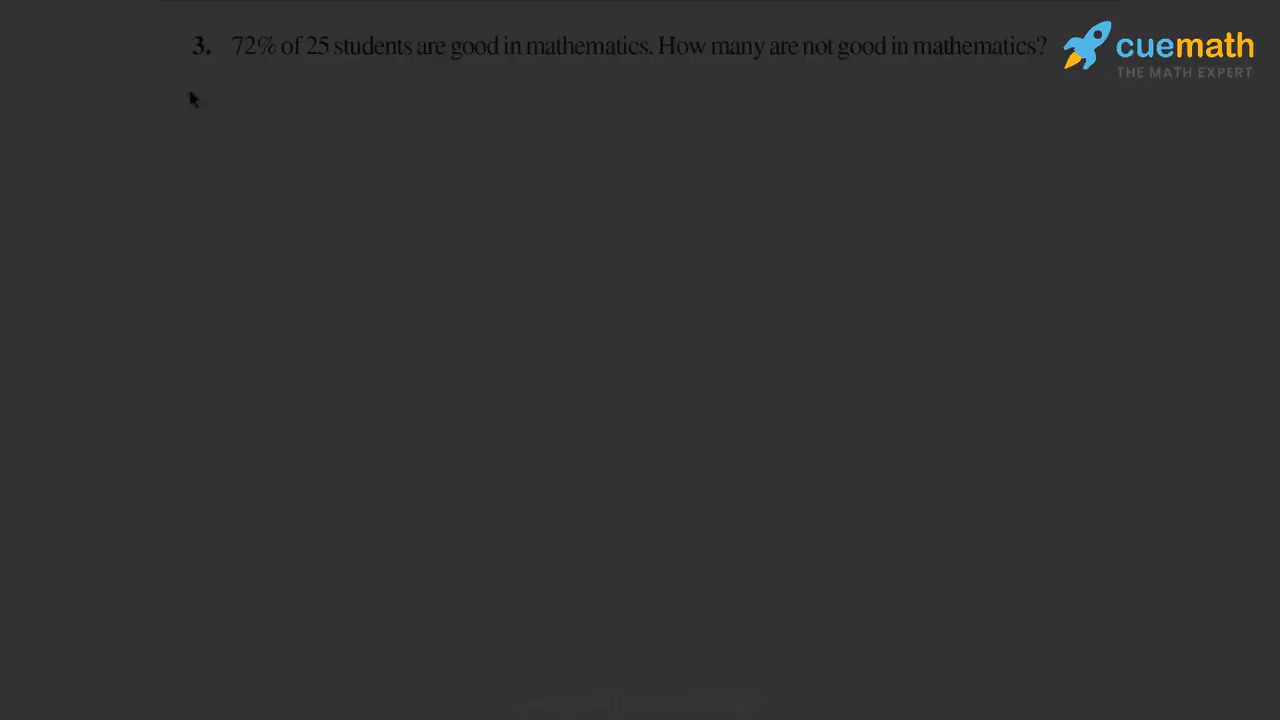 3. 72% of 25 students are good in mathematics. How many are not good in mathematics?
cuemath
THE MATH EXPERT